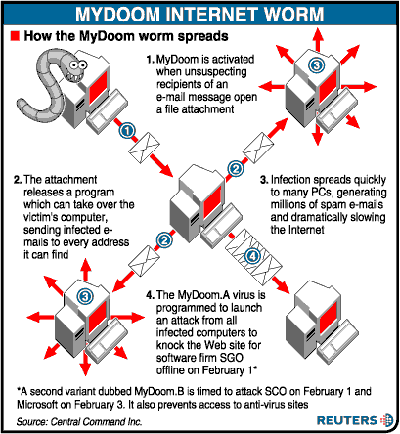 MYDOOM INTERNET WORM
How the MyDoom worm spreads
1.MyDoom is activated
when unsuspecting
recipients of an
e-mail message open
a file attachment
3
1
2
2.The attachment
releases a program
which can take over the
victim's computer,
sending infected e-
mails to every address
it can find
3. Infection spreads quickly
to many PCs, generating
millions of spam e-mails
and dramatically slowing
the Internet
2
4
3
4.The MyDoom.A virus is
programmed to launch
an attack from all
infected computers to
knock the Web site for
software firm SGO
offline on February 1*
*A second variant dubbed MyDoom.B is timed to attack SCO on February 1 and
Microsoft on February 3. It also prevents access to anti-virus sites
Source: Central Command Inc.
REUTERS